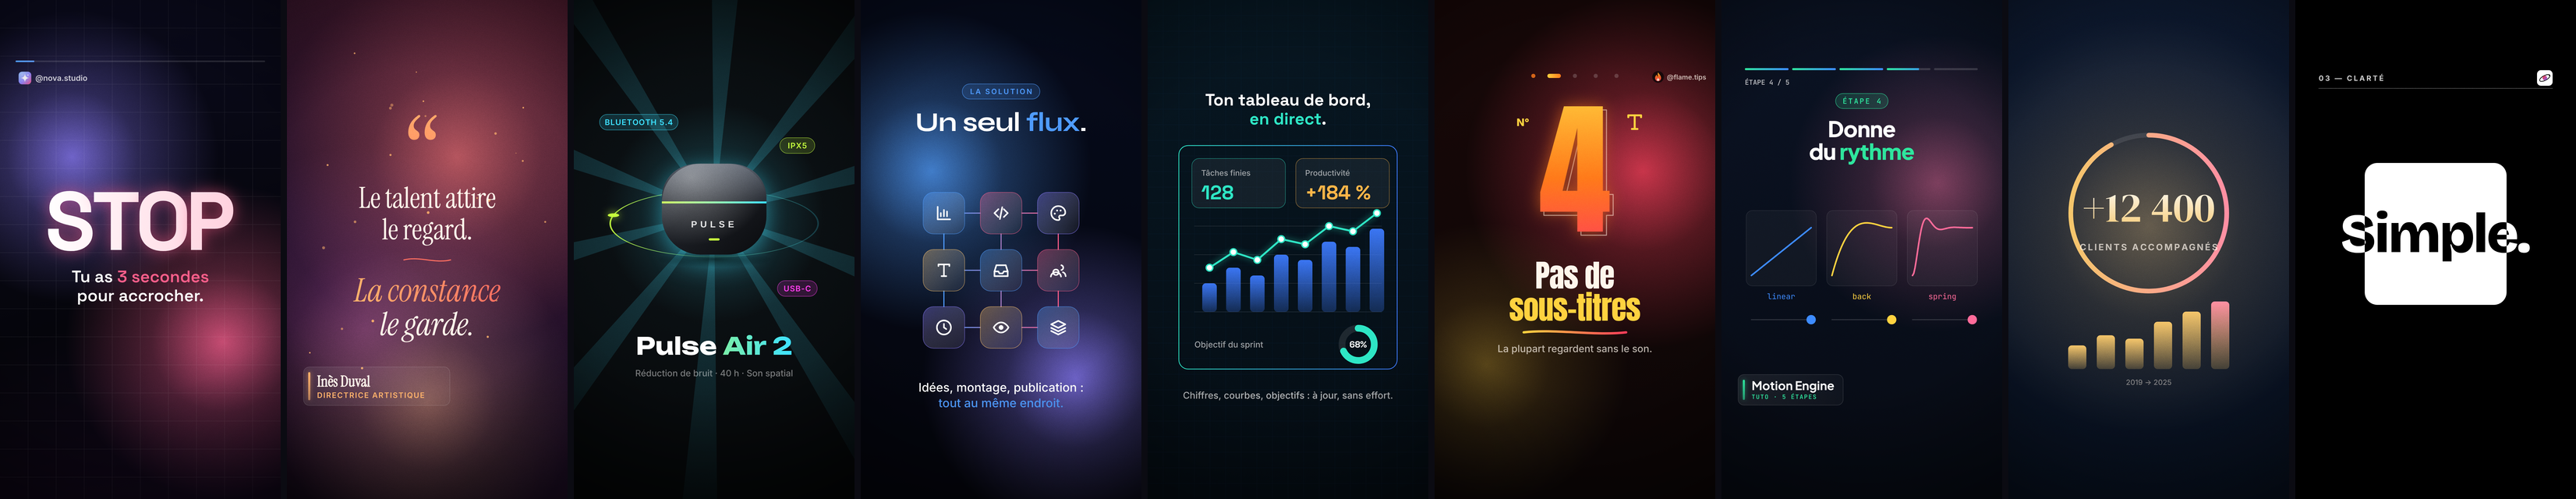 @nova.studio
STOP
Tu as 3 secondes
pour accrocher.
“
Le talent attire
le regard.
La constance
le garde.
Inès Duval
DIRECTRICE ARTISTIQUE
BLUETOOTH 5.4
IPX5
PULSE
USB-C
Pulse Air 2
Réduction de bruit · 40 h · Son spatial
LA SOLUTION
Un seul flux.
T
Idées, montage, publication :
tout au même endroit.
Ton tableau de bord,
en direct.
Tâches finies
128
Productivité
+184 %
Objectif du sprint
68%
Chiffres, courbes, objectifs : à jour, sans effort.
@flame.tips
N°
4
T
Pas de
sous-titres
La plupart regardent sans le son.
ÉTAPE 4 / 5
ÉTAPE 4
Donne
du rythme
linear
back
spring
Motion Engine
TUTO · 5 ÉTAPES
+12 400
CLIENTS ACCOMPAGNÉS
2019 → 2025
03 — CLARTÉ
Simple.